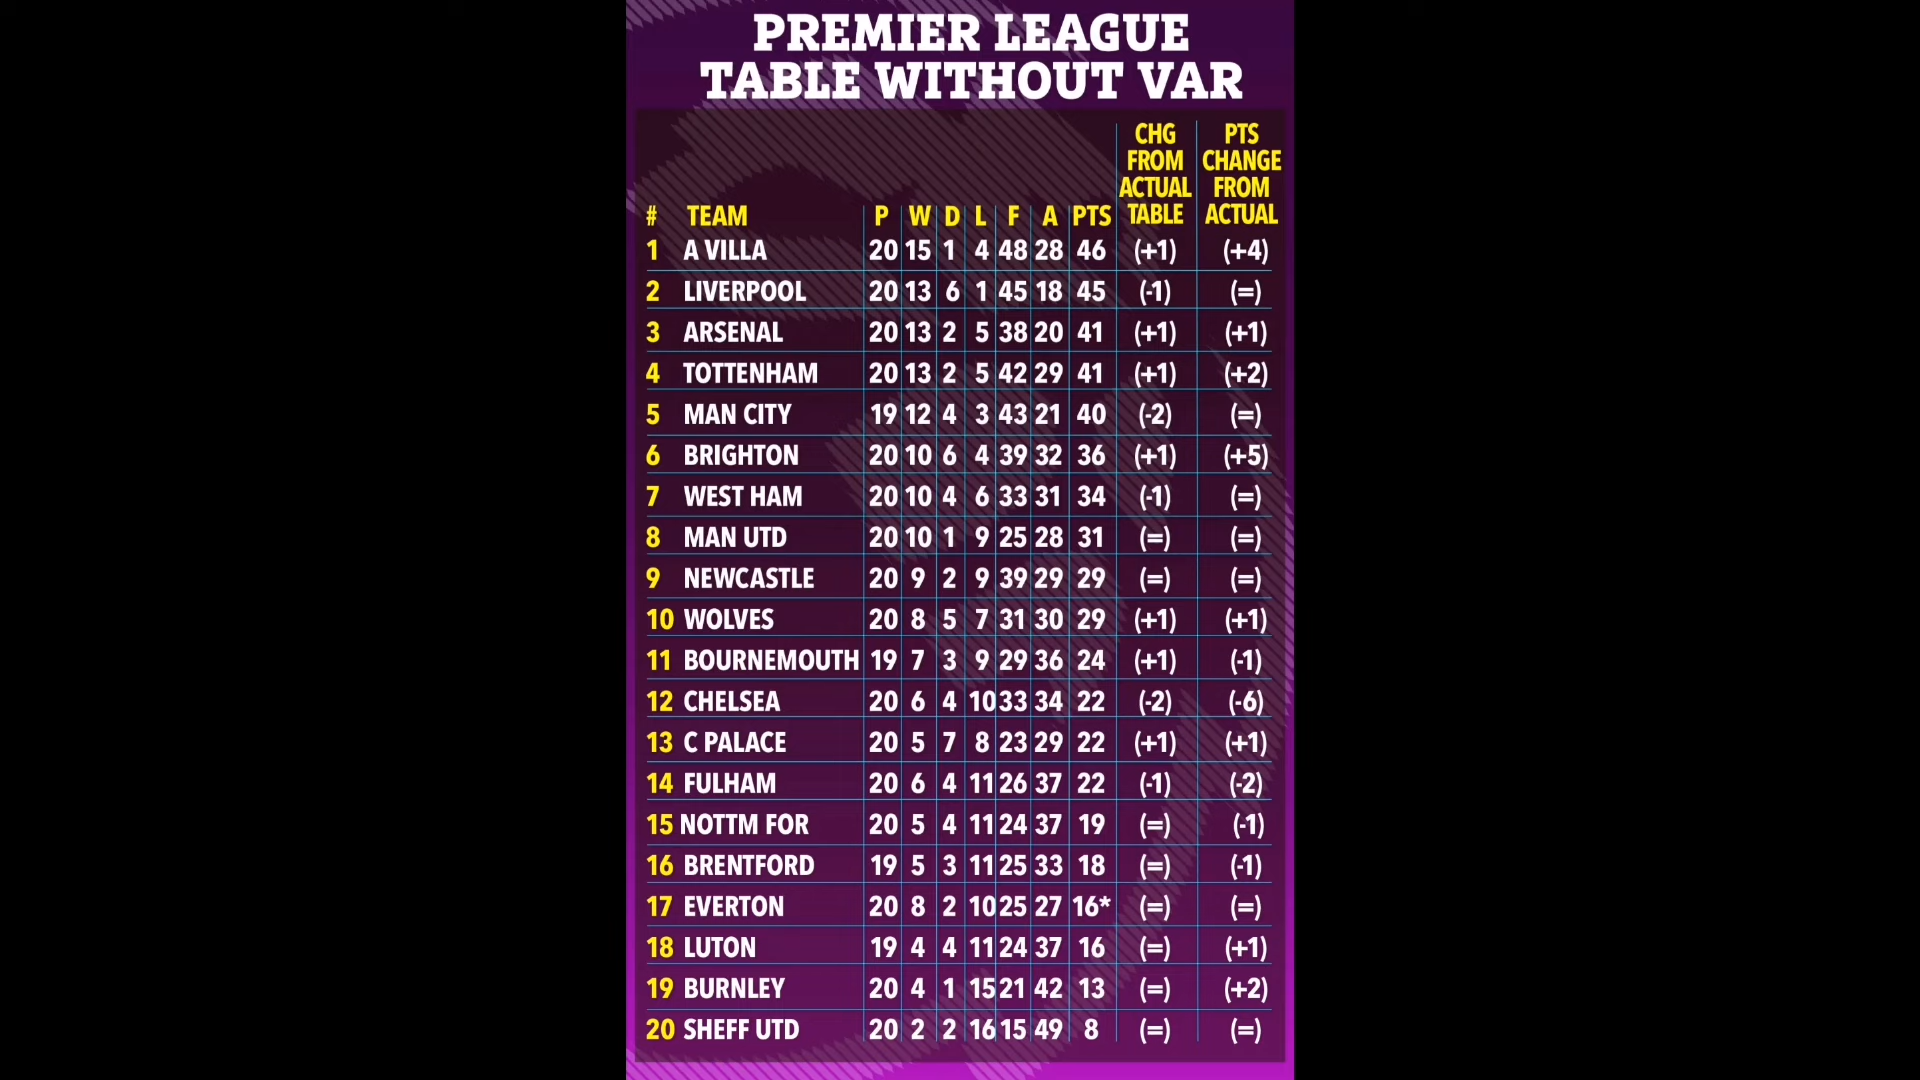 PREMIER LEAGUE
TABLE WITHOUT VAR
CHG FROM ACTUAL TABLE
PTS CHANGE FROM ACTUAL
# TEAM P W D L F A PTS
1 A VILLA 20 15 1 4 48 28 46 (+1) (+4)
2 LIVERPOOL 20 13 6 1 45 18 45 (-1) (=)
3 ARSENAL 20 13 2 5 38 20 41 (+1) (+1)
4 TOTTENHAM 20 13 2 5 42 29 41 (+1) (+2)
5 MAN CITY 19 12 4 3 43 21 40 (-2) (=)
6 BRIGHTON 20 10 6 4 39 32 36 (+1) (+5)
7 WEST HAM 20 10 4 6 33 31 34 (-1) (=)
8 MAN UTD 20 10 1 9 25 28 31 (=) (=)
9 NEWCASTLE 20 9 2 9 39 29 29 (=) (=)
10 WOLVES 20 8 5 7 31 30 29 (+1) (+1)
11 BOURNEMOUTH 19 7 3 9 29 36 24 (+1) (-1)
12 CHELSEA 20 6 4 10 33 34 22 (-2) (-6)
13 C PALACE 20 5 7 8 23 29 22 (+1) (+1)
14 FULHAM 20 6 4 11 26 37 22 (-1) (-2)
15 NOTTM FOR 20 5 4 11 24 37 19 (=) (-1)
16 BRENTFORD 19 5 3 11 25 33 18 (=) (-1)
17 EVERTON 20 8 2 10 25 27 16* (=) (=)
18 LUTON 19 4 4 11 24 37 16 (=) (+1)
19 BURNLEY 20 4 1 15 21 42 13 (=) (+2)
20 SHEFF UTD 20 2 2 16 15 49 8 (=) (=)